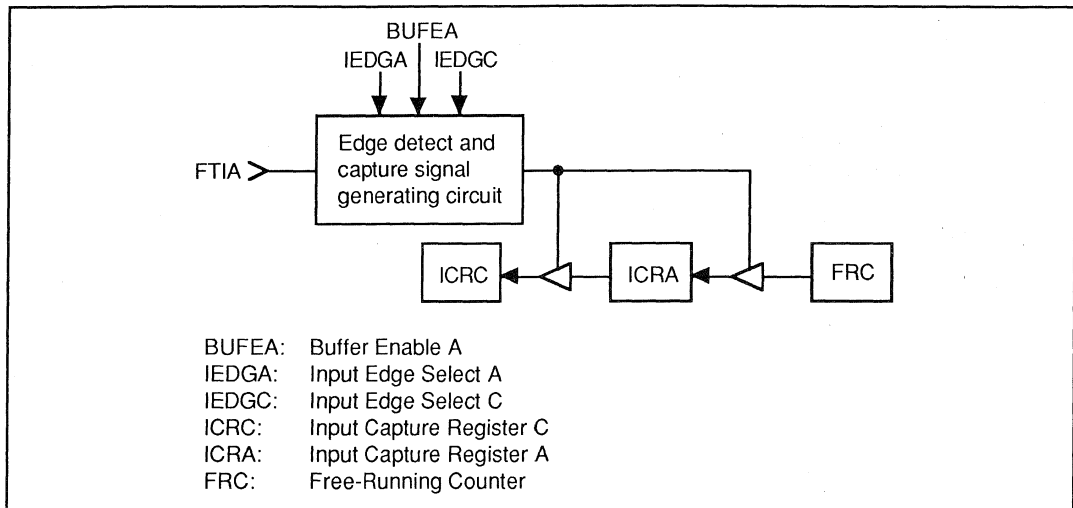 BUFEA
IEDGA IEDGC
FTIA
Edge detect and
capture signal
generating circuit
ICRC
ICRA
FRC
BUFEA: Buffer Enable A
IEDGA: Input Edge Select A
IEDGC: Input Edge Select C
ICRC: Input Capture Register C
ICRA: Input Capture Register A
FRC: Free-Running Counter